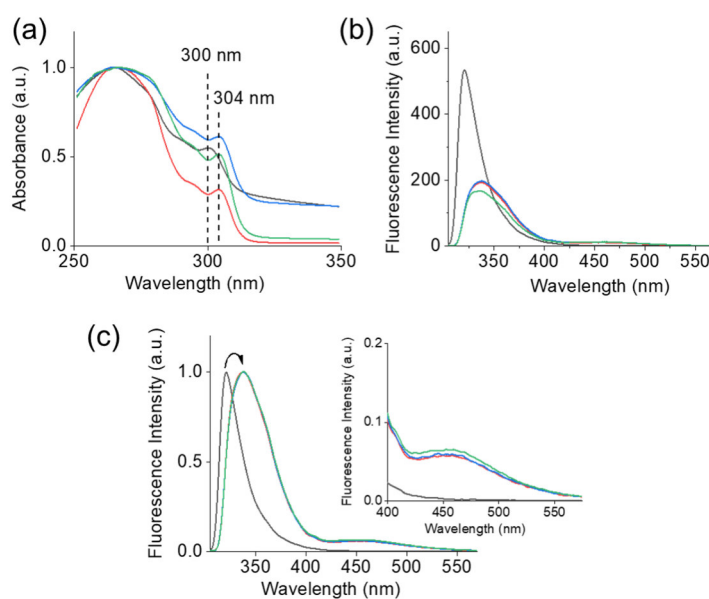 (a)
300 nm
304 nm
Absorbance (a.u.)
1.0
0.5
0.0
250
300
350
Wavelength (nm)
(b)
Fluorescence Intensity (a.u.)
600
400
200
0
350
400
450
500
550
Wavelength (nm)
(c)
Fluorescence Intensity (a.u.)
1.0
0.5
0.0
350
400
450
500
550
Wavelength (nm)
Fluorescence Intensity (a.u.)
0.2
0.1
0.0
400
450
500
550
Wavelength (nm)